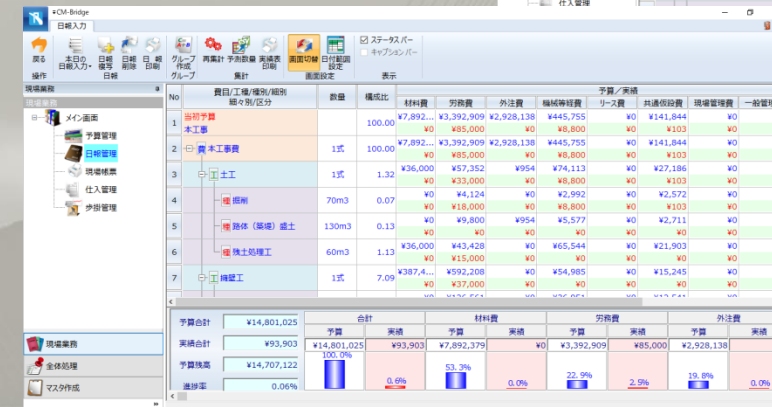 仕入管理
CM-Bridge
日報入力
ステータス バー
キャプション バー
戻る 本日の日報入力 日報複写 日報削除 日報印刷 グループ作成 再集計 予測数量 実績表印刷 画面切替 日付範囲設定
操作 日報 グループ 集計 画面設定 表示
現場業務
現場業務
メイン画面
予算管理
日報管理
現場帳票
仕入管理
歩掛管理
現場業務
全体処理
マスタ作成
No 費目/工種/種別/細別 細々別/区分 数量 構成比 予算/実績
材料費 労務費 外注費 機械等経費 リース費 共通仮設費 現場管理費 一般管
1 当初予算 100.00 ¥7,892... ¥3,392,909 ¥2,928,138 ¥445,755 ¥0 ¥141,844 ¥0
本工事 ¥0 ¥85,000 ¥0 ¥8,800 ¥0 ¥103 ¥0
2 費 本工事費 1式 100.00 ¥7,892... ¥3,392,909 ¥2,928,138 ¥445,755 ¥0 ¥141,844 ¥0
¥0 ¥85,000 ¥0 ¥8,800 ¥0 ¥103 ¥0
3 工 土工 1式 1.32 ¥36,000 ¥57,352 ¥954 ¥74,113 ¥0 ¥27,186 ¥0
¥0 ¥33,000 ¥0 ¥8,800 ¥0 ¥103 ¥0
4 種 掘削 70m3 0.07 ¥0 ¥4,124 ¥0 ¥2,992 ¥0 ¥2,572 ¥0
¥0 ¥18,000 ¥0 ¥8,800 ¥0 ¥103 ¥0
5 種 路体（築堤）盛土 130m3 0.13 ¥0 ¥9,800 ¥954 ¥5,577 ¥0 ¥2,711 ¥0
¥0 ¥0 ¥0 ¥0 ¥0 ¥0 ¥0
6 種 残土処理工 60m3 1.13 ¥36,000 ¥43,428 ¥0 ¥65,544 ¥0 ¥21,903 ¥0
¥0 ¥15,000 ¥0 ¥0 ¥0 ¥0 ¥0
7 工 擁壁工 1式 7.09 ¥387,4... ¥592,208 ¥0 ¥54,985 ¥0 ¥15,245 ¥0
¥0 ¥37,000 ¥0 ¥0 ¥0 ¥0 ¥0
予算合計 ¥14,801,025
実績合計 ¥93,903
予算残高 ¥14,707,122
進捗率 0.06%
合計 材料費 労務費 外注費
予算 実績 予算 実績 予算 実績 予算 実績
¥14,801,025 ¥93,903 ¥7,892,379 ¥0 ¥3,392,909 ¥85,000 ¥2,928,138
100.0% 0.6% 53.3% 0.0% 22.9% 2.5% 19.8% 0.0%